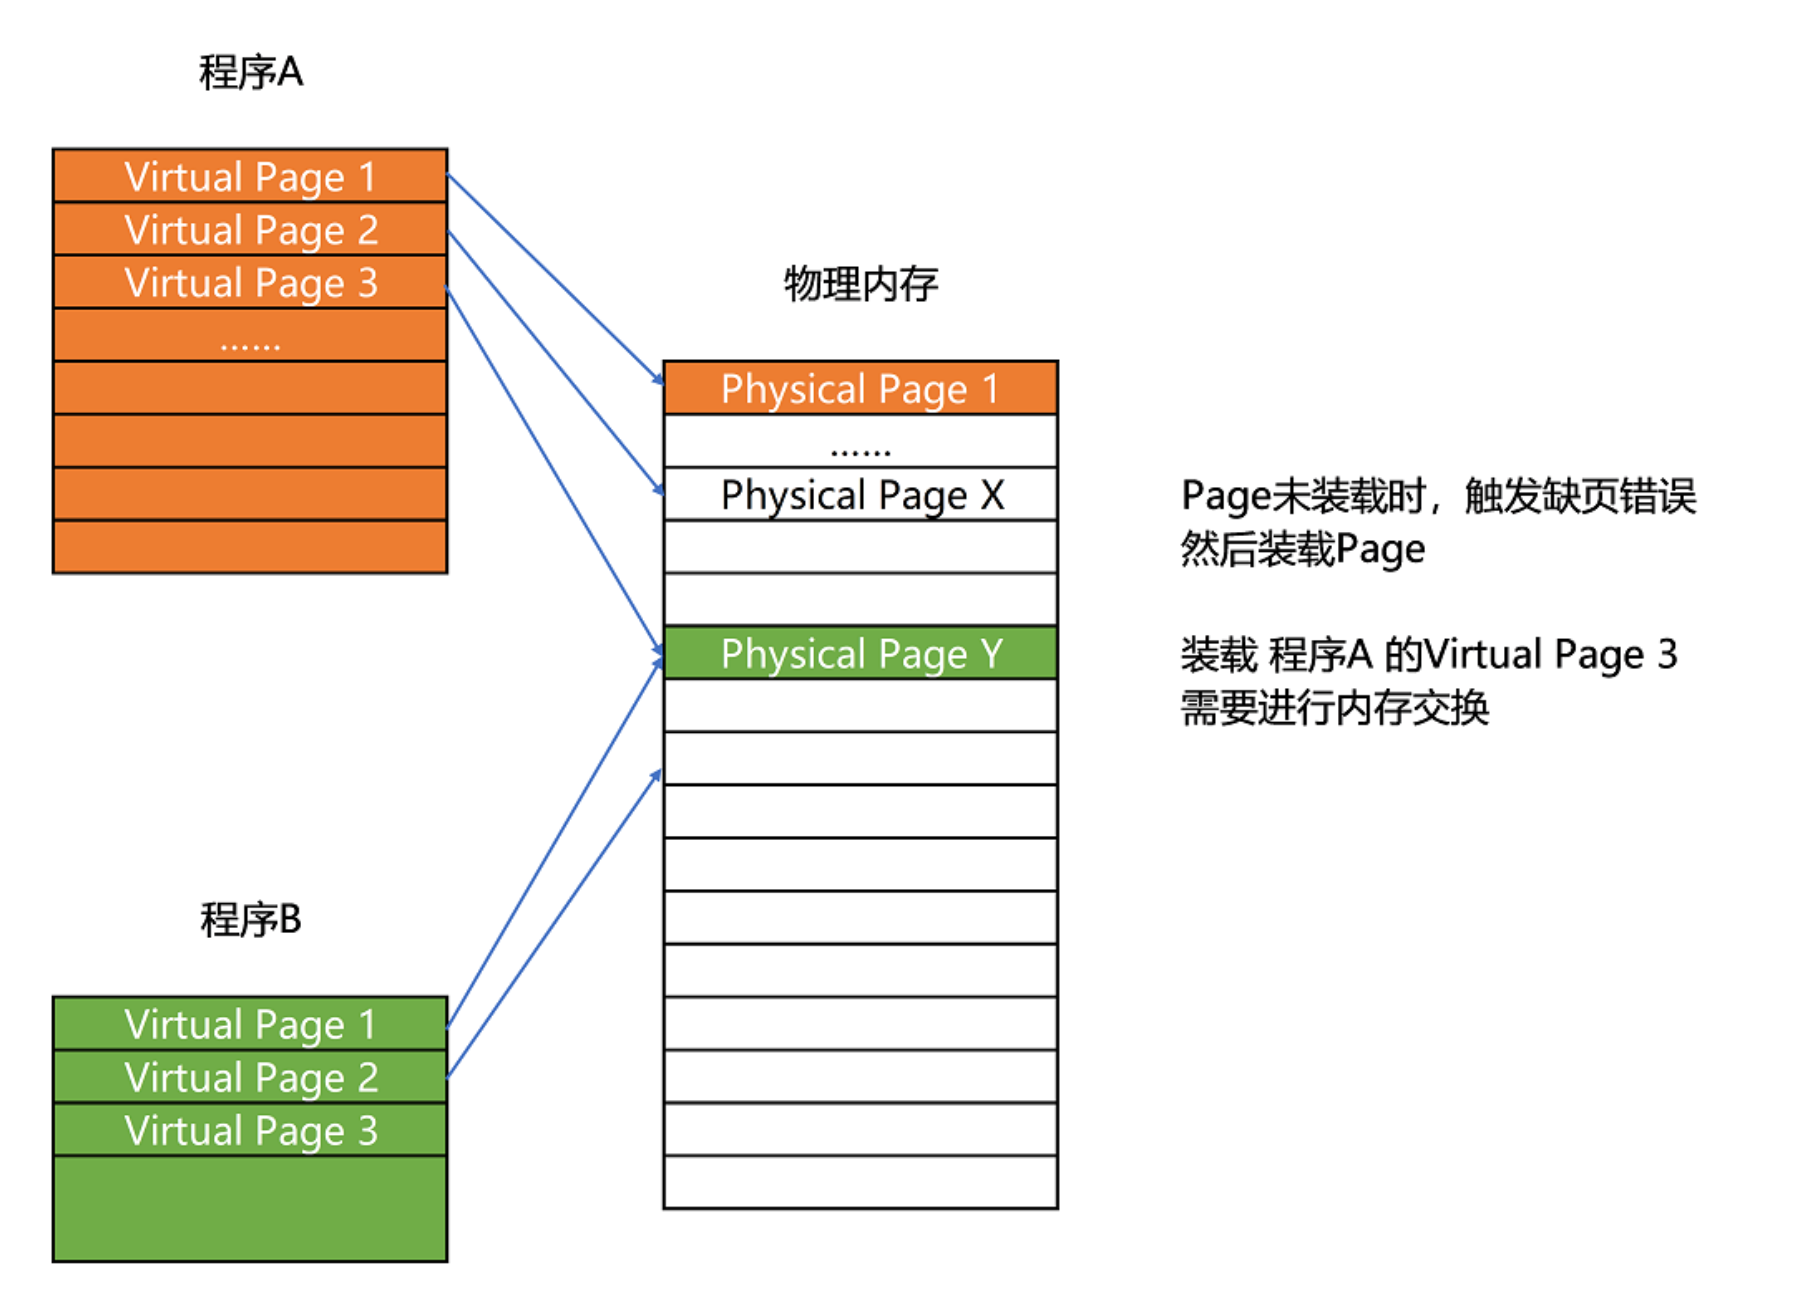 程序A
Virtual Page 1
Virtual Page 2
Virtual Page 3
......
物理内存
Physical Page 1
......
Physical Page X
Physical Page Y
Page未装载时，触发缺页错误
然后装载Page
装载 程序A 的Virtual Page 3
需要进行内存交换
程序B
Virtual Page 1
Virtual Page 2
Virtual Page 3